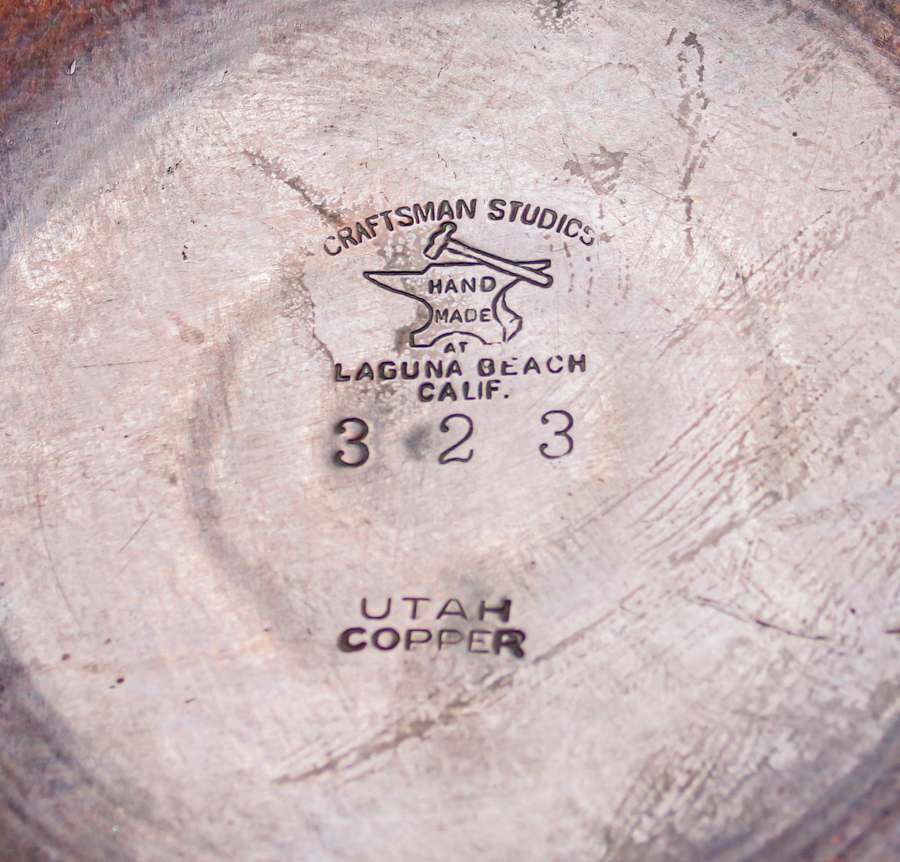 CRAFTSMAN STUDIOS
HAND
MADE
AT
LAGUNA BEACH
CALIF.
3 2 3
UTAH
COPPER